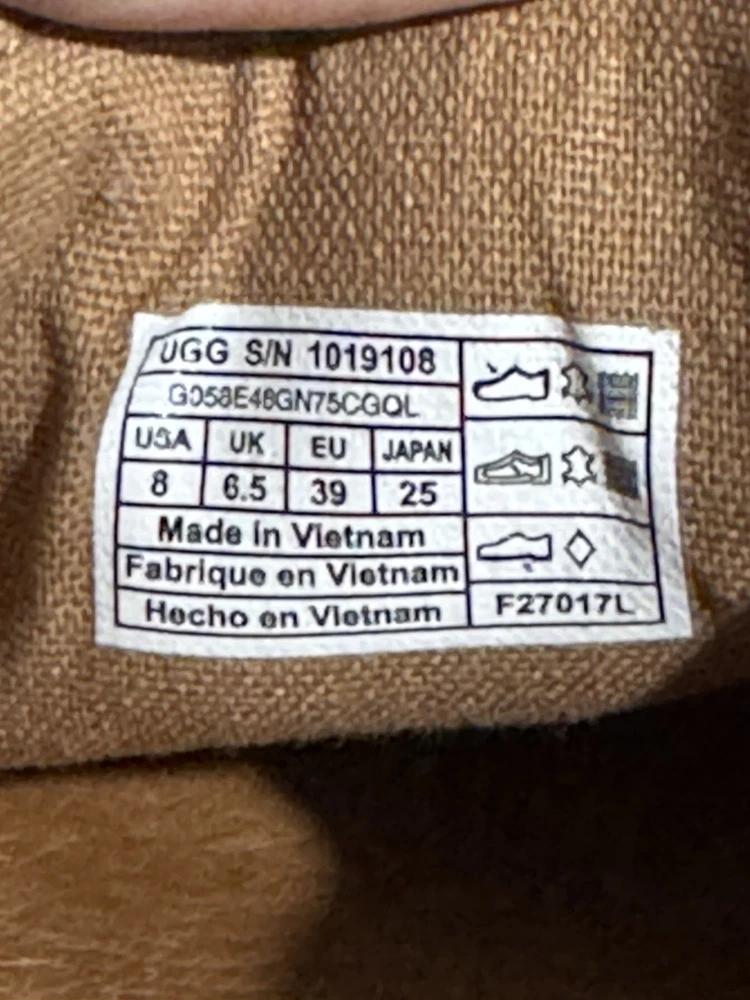 UGG S/N 1019108
G058E46GN75CGQL
USA UK EU JAPAN
8 6.5 39 25
Made in Vietnam
Fabrique en Vietnam
Hecho en Vietnam
F27017L